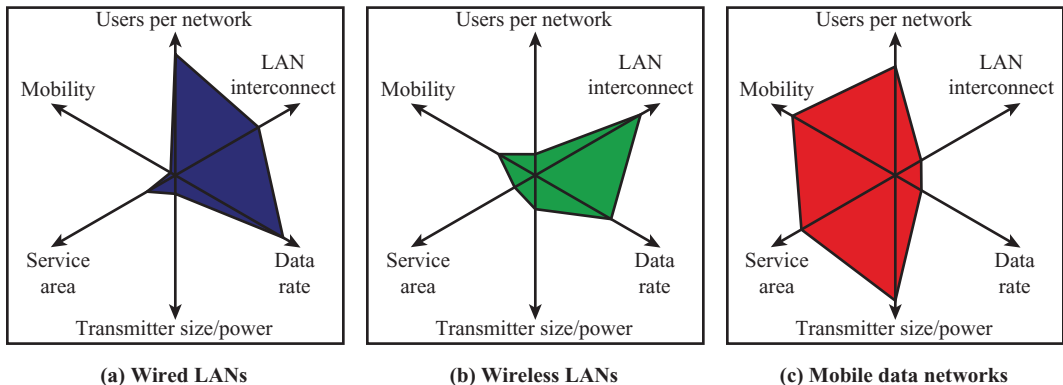 Users per network
LAN
interconnect
Mobility
Service
area
Data
rate
Transmitter size/power
(a) Wired LANs
Users per network
LAN
interconnect
Mobility
Service
area
Data
rate
Transmitter size/power
(b) Wireless LANs
Users per network
LAN
interconnect
Mobility
Service
area
Data
rate
Transmitter size/power
(c) Mobile data networks